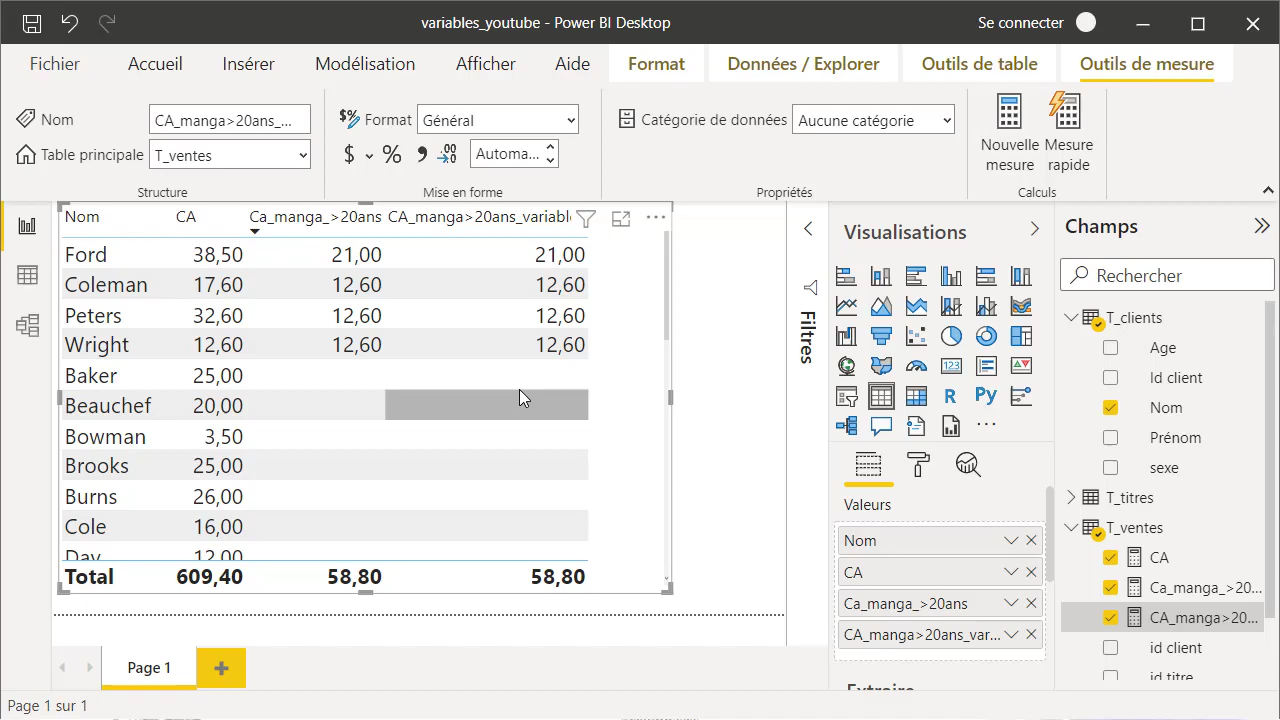 variables_youtube - Power BI Desktop
Se connecter
Fichier
Accueil
Insérer
Modélisation
Afficher
Aide
Format
Données / Explorer
Outils de table
Outils de mesure
Nom
CA_manga>20ans_...
Table principale
T_ventes
Structure
Format
Général
$
%
Automa...
Mise en forme
Catégorie de données
Aucune catégorie
Propriétés
Nouvelle
mesure
Mesure
rapide
Calculs
Nom CA Ca_manga_>20ans CA_manga>20ans_variable
Ford 38,50 21,00 21,00
Coleman 17,60 12,60 12,60
Peters 32,60 12,60 12,60
Wright 12,60 12,60 12,60
Baker 25,00
Beauchef 20,00
Bowman 3,50
Brooks 25,00
Burns 26,00
Cole 16,00
Day 12,00
Total 609,40 58,80 58,80
Filtres
Visualisations
123
R
Py
Valeurs
Nom
CA
Ca_manga_>20ans
CA_manga>20ans_var...
Extraire
Champs
Rechercher
T_clients
Age
Id client
Nom
Prénom
sexe
T_titres
T_ventes
CA
Ca_manga_>20...
CA_manga>20...
id client
id titre
Page 1
Page 1 sur 1